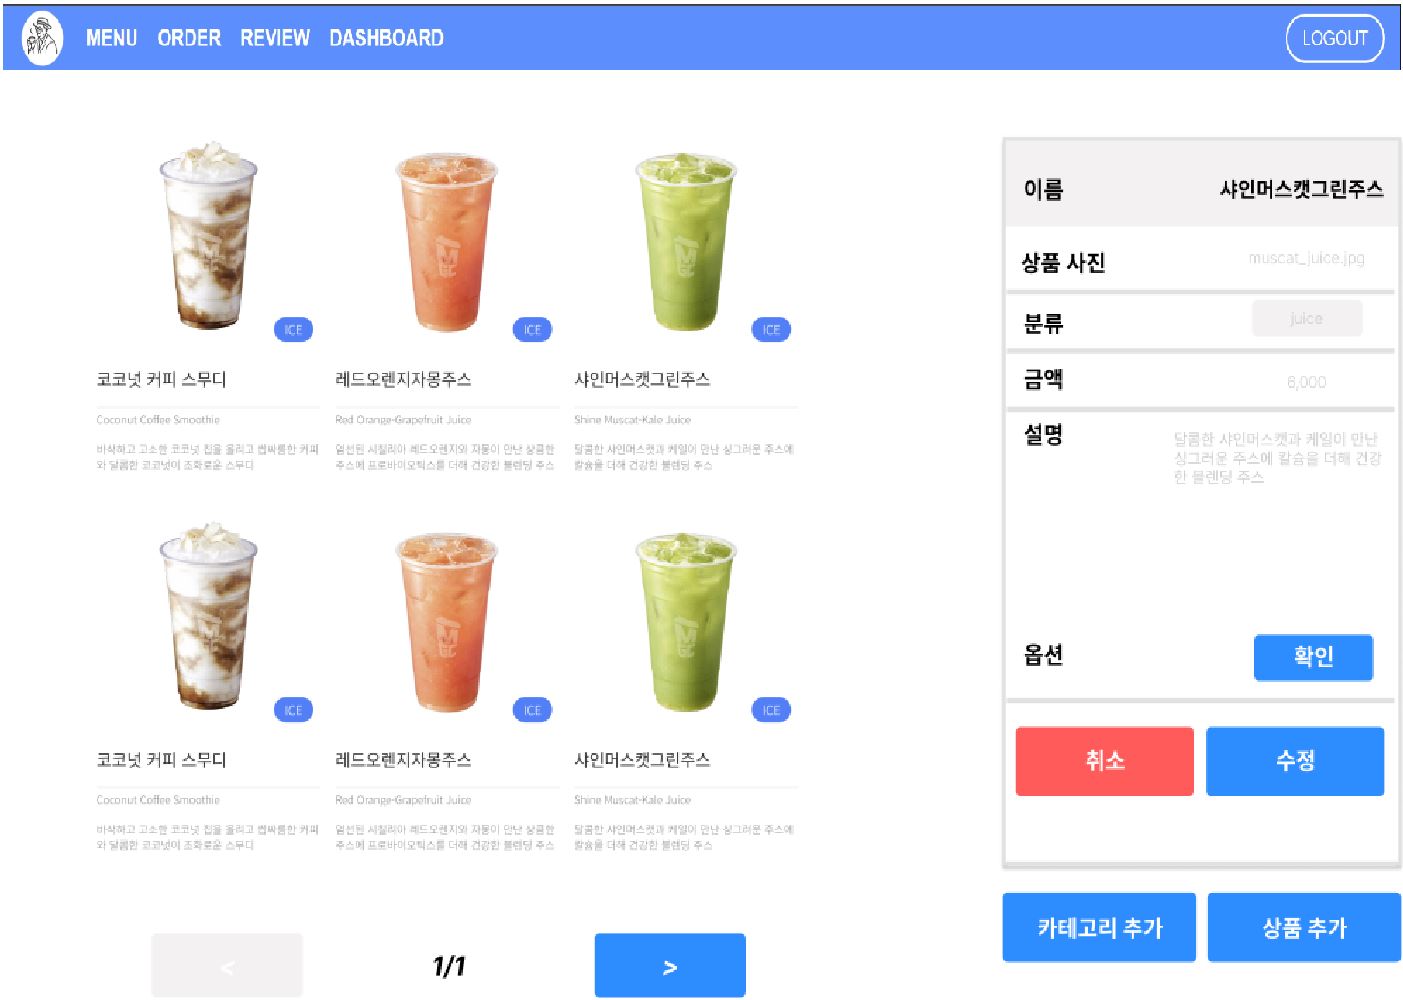 MENU ORDER REVIEW DASHBOARD LOGOUT
ICE ICE ICE
코코넛 커피 스무디
Coconut Coffee Smoothie
바삭하고 고소한 코코넛 칩을 올리고 쌉싸름한 커피
와 달콤한 코코넛이 조화로운 스무디
레드오렌지자몽주스
Red Orange-Grapefruit Juice
엄선된 시칠리아 레드오렌지와 자몽이 만난 상큼한
주스에 프로바이오틱스를 더해 건강한 블렌딩 주스
샤인머스캣그린주스
Shine Muscat-Kale Juice
달콤한 샤인머스캣과 케일이 만난 싱그러운 주스에
칼슘을 더해 건강한 블렌딩 주스
ICE ICE ICE
코코넛 커피 스무디
Coconut Coffee Smoothie
바삭하고 고소한 코코넛 칩을 올리고 쌉싸름한 커피
와 달콤한 코코넛이 조화로운 스무디
레드오렌지자몽주스
Red Orange-Grapefruit Juice
엄선된 시칠리아 레드오렌지와 자몽이 만난 상큼한
주스에 프로바이오틱스를 더해 건강한 블렌딩 주스
샤인머스캣그린주스
Shine Muscat-Kale Juice
달콤한 샤인머스캣과 케일이 만난 싱그러운 주스에
칼슘을 더해 건강한 블렌딩 주스
< 1/1 >
이름 샤인머스캣그린주스
상품 사진 muscat_juice.jpg
분류 juice
금액 6,000
설명
달콤한 샤인머스캣과 케일이 만난
싱그러운 주스에 칼슘을 더해 건강
한 블렌딩 주스
옵션 확인
취소 수정
카테고리 추가 상품 추가